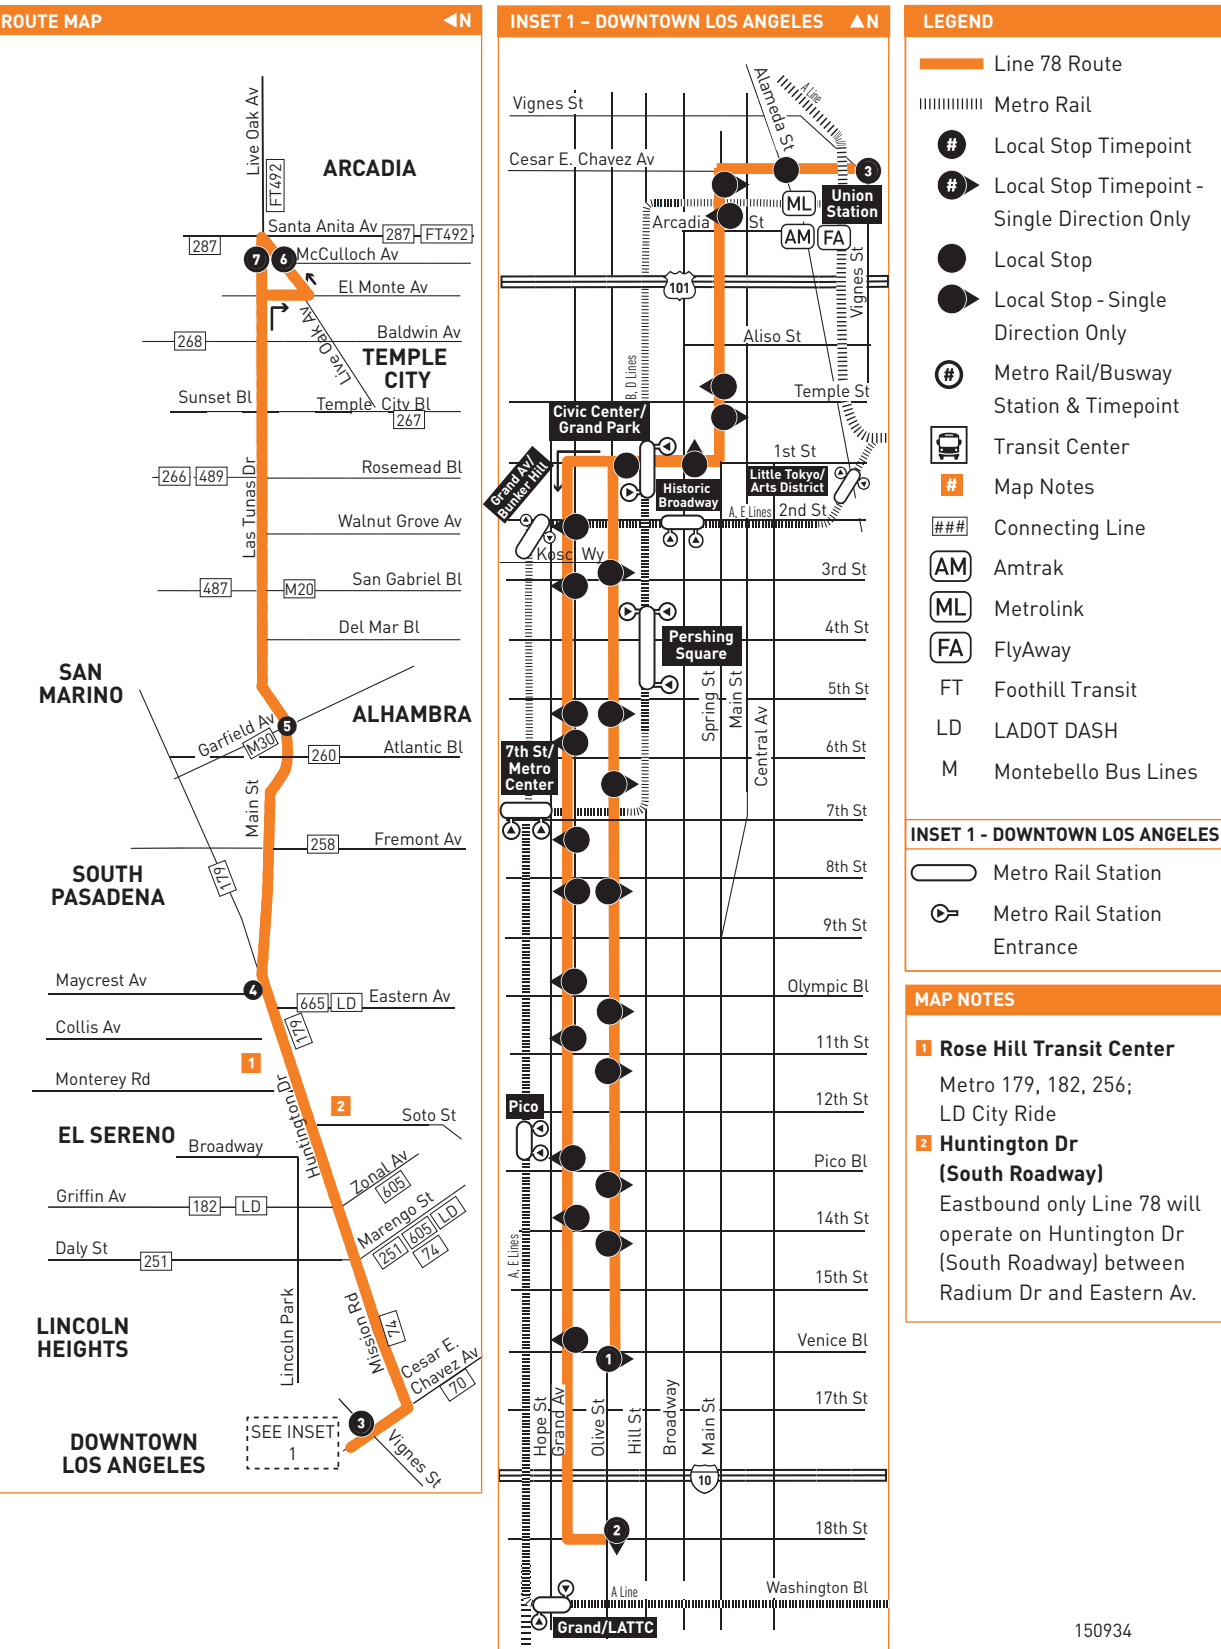 ROUTE MAP
N
Live Oak Av
FT492
ARCADIA
Santa Anita Av
287
FT492
287
7
6
McCulloch Av
El Monte Av
Live Oak Av
Baldwin Av
268
TEMPLE
CITY
Sunset Bl
Temple City Bl
267
Las Tunas Dr
Rosemead Bl
266
489
Walnut Grove Av
San Gabriel Bl
487
M20
Del Mar Bl
SAN
MARINO
ALHAMBRA
Garfield Av
M30
5
Atlantic Bl
260
Main St
Fremont Av
258
179
SOUTH
PASADENA
Maycrest Av
4
Eastern Av
665
LD
179
Collis Av
1
Monterey Rd
Huntington Dr
2
Soto St
EL SERENO
Broadway
Zonal Av
605
Griffin Av
182
LD
Marengo St
251
605
LD
74
Daly St
251
Lincoln Park
Mission Rd
74
LINCOLN
HEIGHTS
Cesar E.
Chavez Av
70
SEE INSET
1
3
Vignes St
DOWNTOWN
LOS ANGELES
INSET 1 – DOWNTOWN LOS ANGELES
N
Vignes St
Alameda St
A Line
Cesar E. Chavez Av
3
Union
Station
ML
Arcadia St
AM
FA
Vignes St
101
Aliso St
B, D Lines
Temple St
Civic Center/
Grand Park
1st St
Grand Av/
Bunker Hill
Historic
Broadway
Little Tokyo/
Arts District
A, E Lines
2nd St
Kosc. Wy
3rd St
4th St
Pershing
Square
Spring St
Main St
Central Av
5th St
6th St
7th St/
Metro
Center
7th St
8th St
9th St
Olympic Bl
11th St
12th St
Pico
Pico Bl
14th St
A, E Lines
15th St
Venice Bl
1
17th St
Hope St
Grand Av
Olive St
Hill St
Broadway
Main St
10
18th St
2
Washington Bl
A Line
Grand/LATTC
LEGEND
Line 78 Route
Metro Rail
# Local Stop Timepoint
# Local Stop Timepoint -
Single Direction Only
Local Stop
Local Stop - Single
Direction Only
# Metro Rail/Busway
Station & Timepoint
Transit Center
# Map Notes
### Connecting Line
AM Amtrak
ML Metrolink
FA FlyAway
FT Foothill Transit
LD LADOT DASH
M Montebello Bus Lines
INSET 1 - DOWNTOWN LOS ANGELES
Metro Rail Station
Metro Rail Station
Entrance
MAP NOTES
1 Rose Hill Transit Center
Metro 179, 182, 256;
LD City Ride
2 Huntington Dr
(South Roadway)
Eastbound only Line 78 will
operate on Huntington Dr
(South Roadway) between
Radium Dr and Eastern Av.
150934